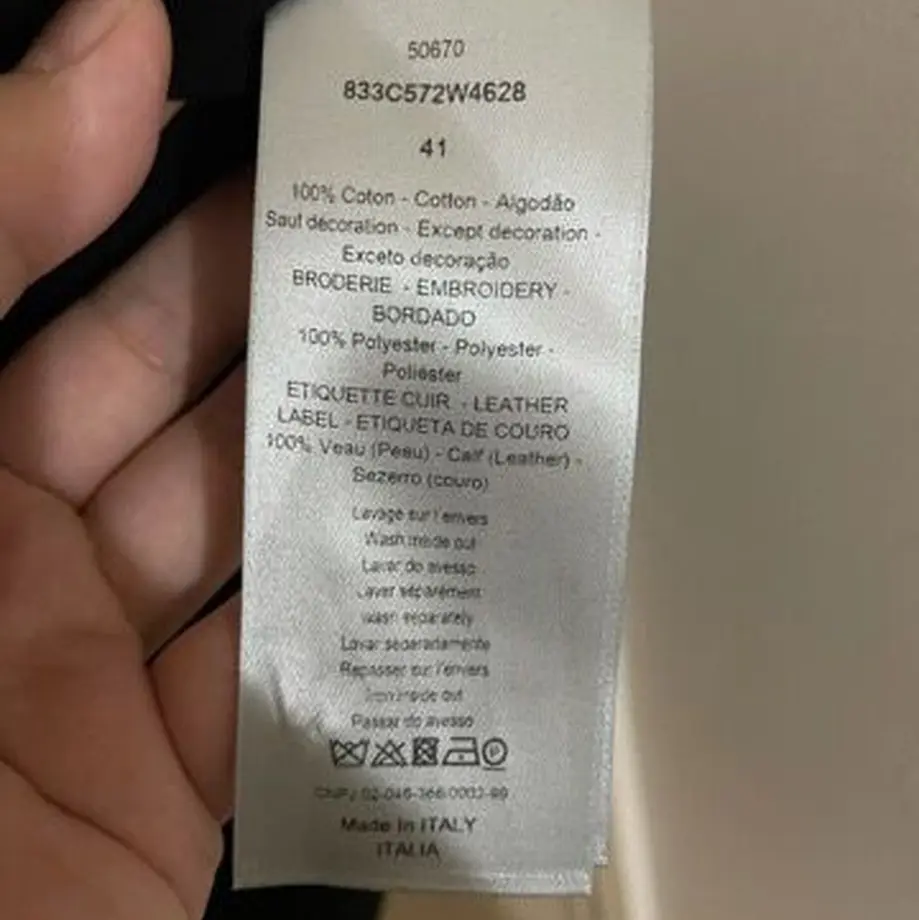 50670
833C572W4628
41
100% Coton - Cotton - Algodão
Sauf décoration - Except decoration -
Exceto decoração
BRODERIE - EMBROIDERY -
BORDADO
100% Polyester - Polyester -
Poliéster
ETIQUETTE CUIR - LEATHER
LABEL - ETIQUETA DE COURO
100% Veau (Peau) - Calf (Leather) -
Bezerro (couro)
Lavage sur l'envers
Wash inside out
Lavar do avesso
Laver séparément
Wash separately
Lavar separadamente
Repasser sur l'envers
Iron inside out
Passar do avesso
P
CNPJ
Made In ITALY
ITALIA